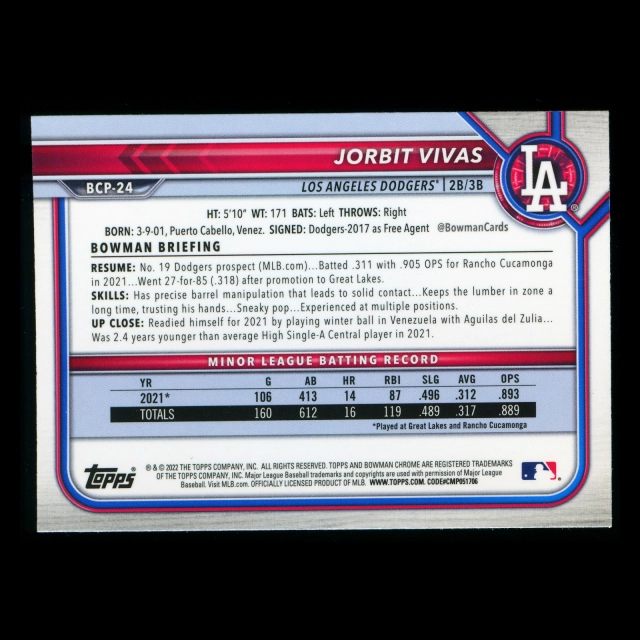 JORBIT VIVAS
BCP-24
LOS ANGELES DODGERS® | 2B/3B
LA ®
HT: 5'10" WT: 171 BATS: Left THROWS: Right
BORN: 3-9-01, Puerto Cabello, Venez. SIGNED: Dodgers-2017 as Free Agent @BowmanCards
BOWMAN BRIEFING
RESUME: No. 19 Dodgers prospect (MLB.com)...Batted .311 with .905 OPS for Rancho Cucamonga
in 2021...Went 27-for-85 (.318) after promotion to Great Lakes.
SKILLS: Has precise barrel manipulation that leads to solid contact...Keeps the lumber in zone a
long time, trusting his hands...Sneaky pop...Experienced at multiple positions.
UP CLOSE: Readied himself for 2021 by playing winter ball in Venezuela with Aguilas del Zulia...
Was 2.4 years younger than average High Single-A Central player in 2021.
MINOR LEAGUE BATTING RECORD
YR G AB HR RBI SLG AVG OPS
2021* 106 413 14 87 .496 .312 .893
TOTALS 160 612 16 119 .489 .317 .889
*Played at Great Lakes and Rancho Cucamonga
Topps®
® & © 2022 THE TOPPS COMPANY, INC. ALL RIGHTS RESERVED. TOPPS AND BOWMAN CHROME ARE REGISTERED TRADEMARKS
OF THE TOPPS COMPANY, INC. Major League Baseball trademarks and copyrights are used with permission of Major League
Baseball. Visit MLB.com. OFFICIALLY LICENSED PRODUCT OF MLB. WWW.TOPPS.COM. CODE#CMP051706